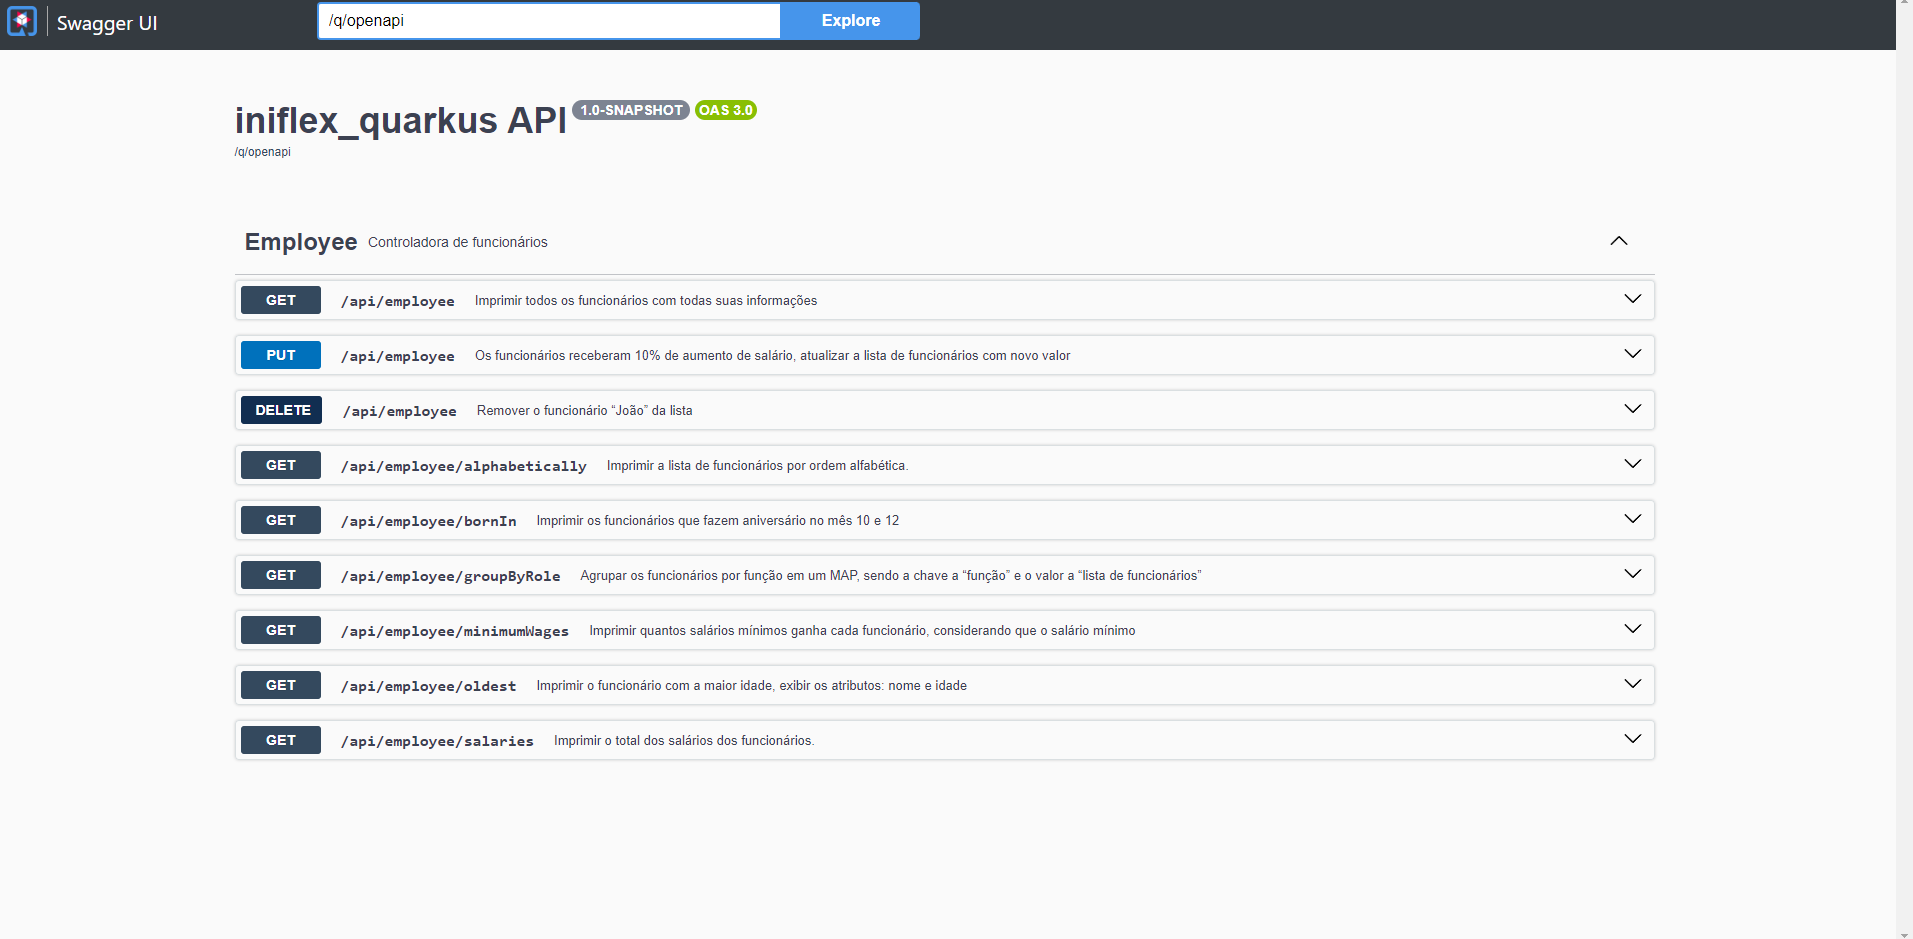 Swagger UI /q/openapi Explore
iniflex_quarkus API 1.0-SNAPSHOT OAS 3.0
/q/openapi
Employee Controladora de funcionários
GET /api/employee Imprimir todos os funcionários com todas suas informações
PUT /api/employee Os funcionários receberam 10% de aumento de salário, atualizar a lista de funcionários com novo valor
DELETE /api/employee Remover o funcionário “João” da lista
GET /api/employee/alphabetically Imprimir a lista de funcionários por ordem alfabética.
GET /api/employee/bornIn Imprimir os funcionários que fazem aniversário no mês 10 e 12
GET /api/employee/groupByRole Agrupar os funcionários por função em um MAP, sendo a chave a “função” e o valor a “lista de funcionários”
GET /api/employee/minimumWages Imprimir quantos salários mínimos ganha cada funcionário, considerando que o salário mínimo
GET /api/employee/oldest Imprimir o funcionário com a maior idade, exibir os atributos: nome e idade
GET /api/employee/salaries Imprimir o total dos salários dos funcionários.